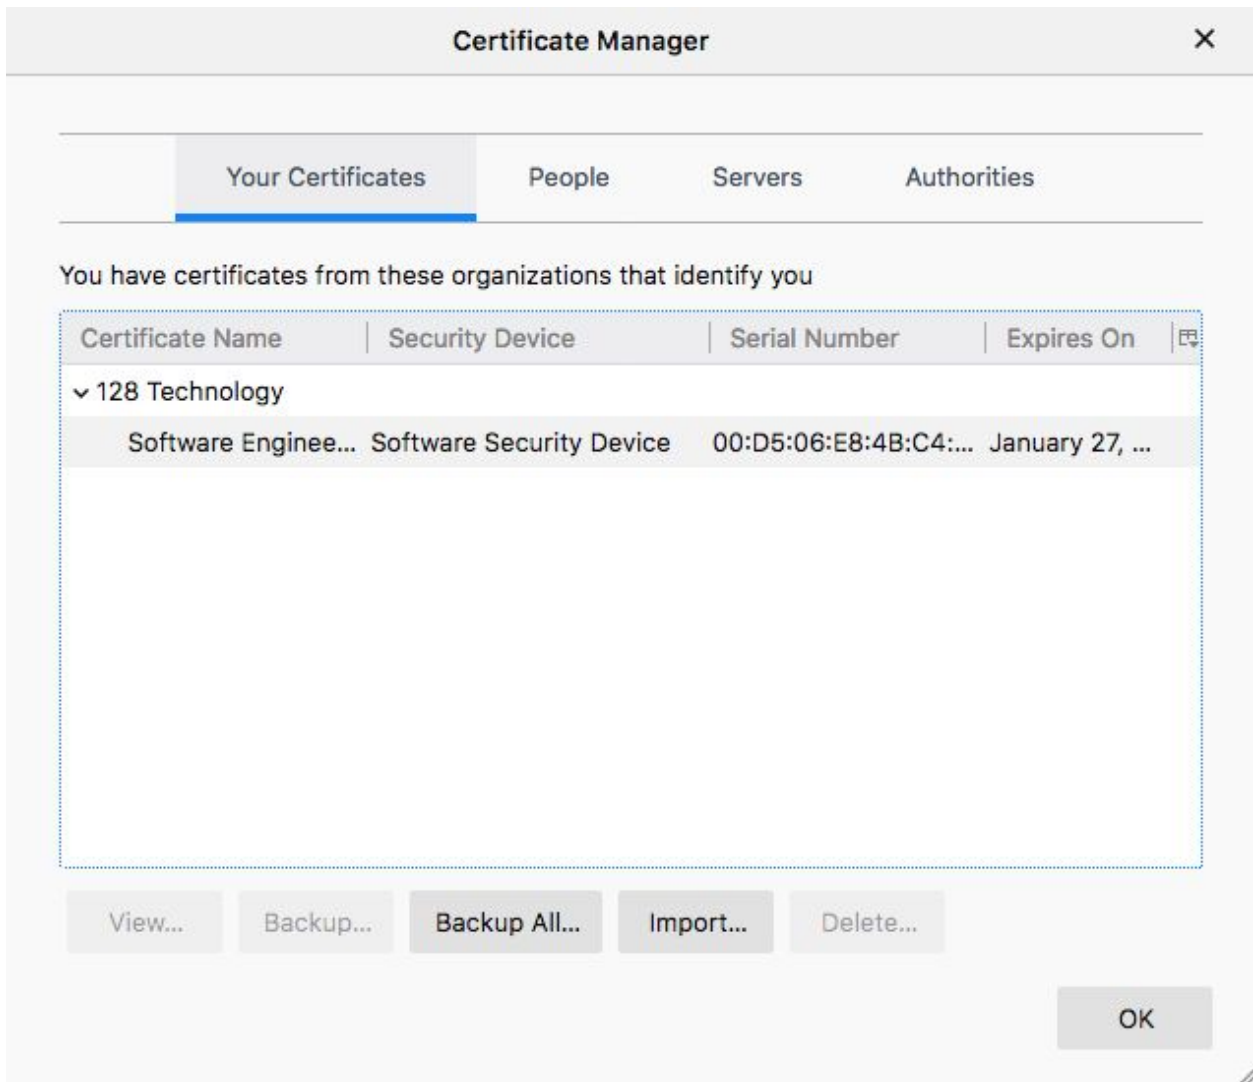 Certificate Manager
Your Certificates People Servers Authorities
You have certificates from these organizations that identify you
Certificate Name Security Device Serial Number Expires On
128 Technology
Software Enginee... Software Security Device 00:D5:06:E8:4B:C4:... January 27, ...
View... Backup... Backup All... Import... Delete...
OK